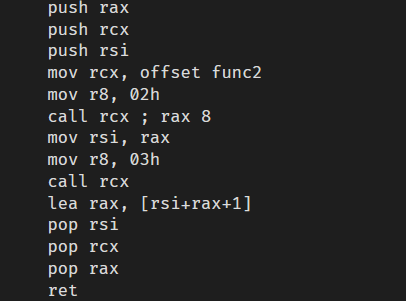 push rax
push rcx
push rsi
mov rcx, offset func2
mov r8, 02h
call rcx ; rax 8
mov rsi, rax
mov r8, 03h
call rcx
lea rax, [rsi+rax+1]
pop rsi
pop rcx
pop rax
ret